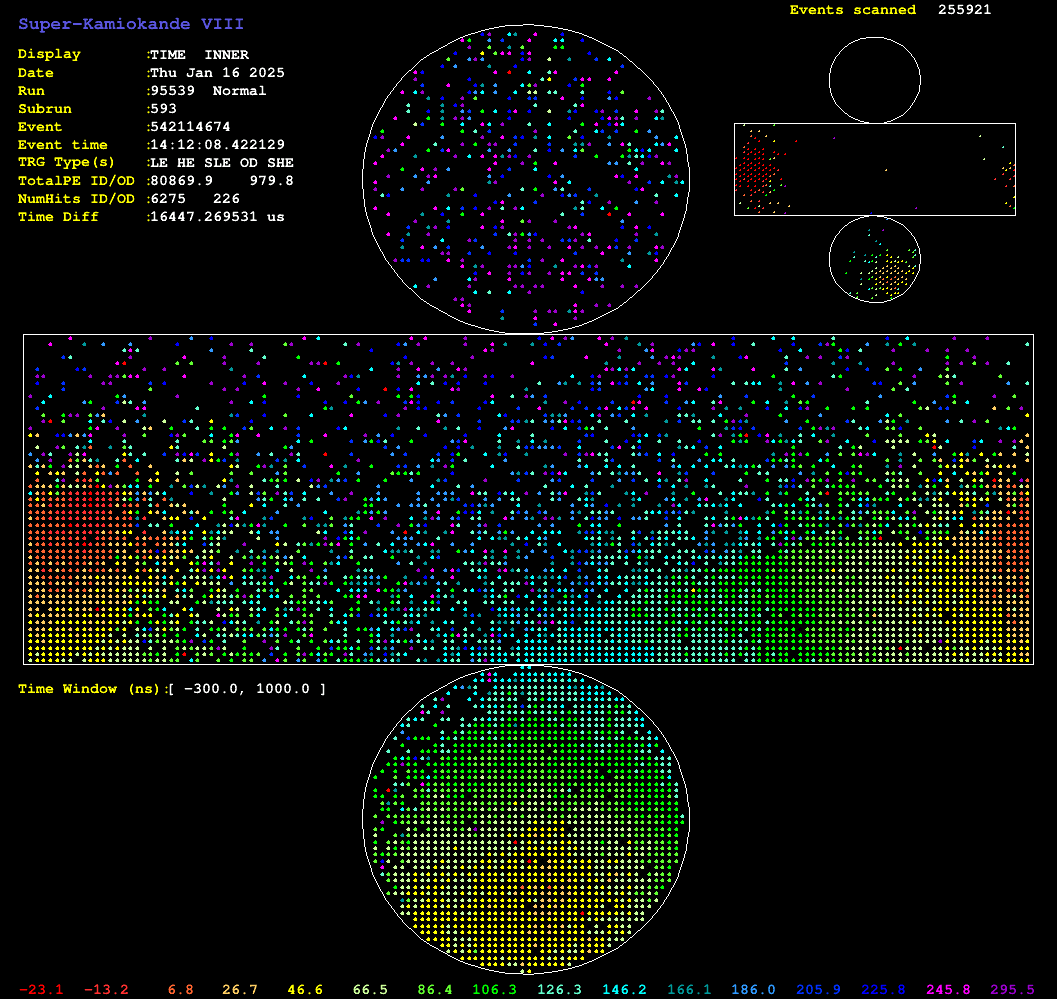 Super-Kamiokande VIII
Events scanned 255921
Display :TIME INNER
Date :Thu Jan 16 2025
Run :95539 Normal
Subrun :593
Event :542114674
Event time :14:12:08.422129
TRG Type(s) :LE HE SLE OD SHE
TotalPE ID/OD :80869.9 979.8
NumHits ID/OD :6275 226
Time Diff :16447.269531 us
Time Window (ns):[ -300.0, 1000.0 ]
-23.1 -13.2 6.8 26.7 46.6 66.5 86.4 106.3 126.3 146.2 166.1 186.0 205.9 225.8 245.8 295.5